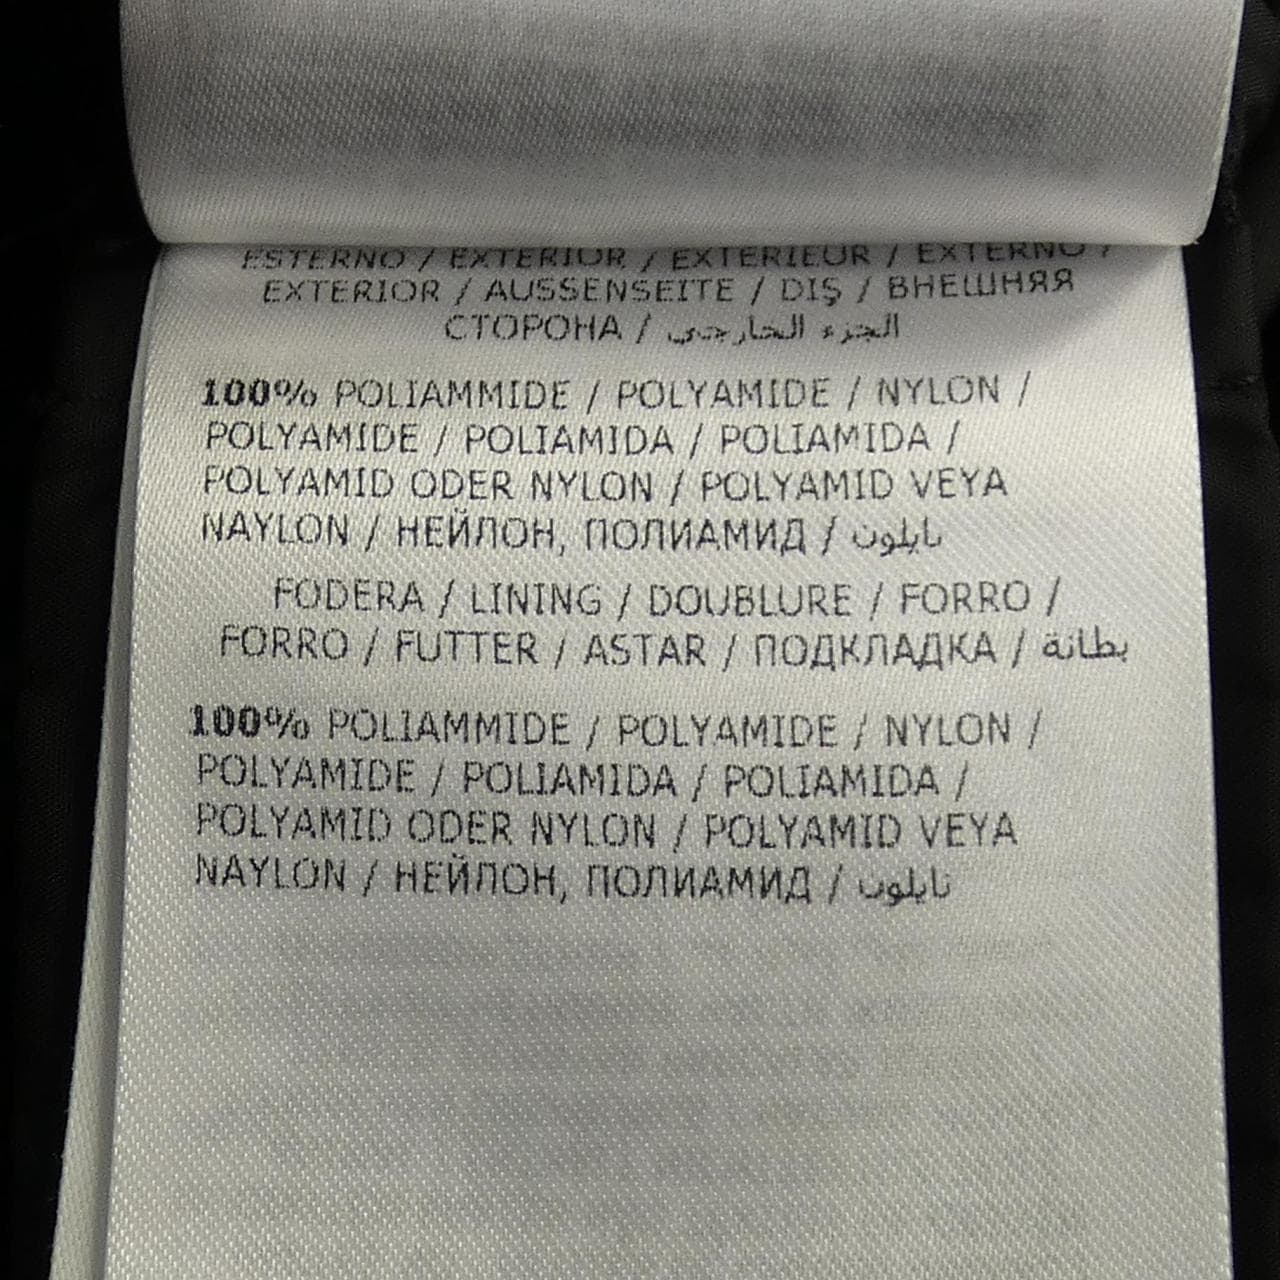 ESTERNO / EXTERIOR / EXTERIEUR / EXTERNO /
EXTERIOR / AUSSENSEITE / DIŞ / ВНЕШНЯЯ
СТОРОНА / الجزء الخارجي
100% POLIAMMIDE / POLYAMIDE / NYLON /
POLYAMIDE / POLIAMIDA / POLIAMIDA /
POLYAMID ODER NYLON / POLYAMID VEYA
NAYLON / НЕЙЛОН, ПОЛИАМИД / نايلون
FODERA / LINING / DOUBLURE / FORRO /
FORRO / FUTTER / ASTAR / ПОДКЛАДКА / بطانة
100% POLIAMMIDE / POLYAMIDE / NYLON /
POLYAMIDE / POLIAMIDA / POLIAMIDA /
POLYAMID ODER NYLON / POLYAMID VEYA
NAYLON / НЕЙЛОН, ПОЛИАМИД / نايلون